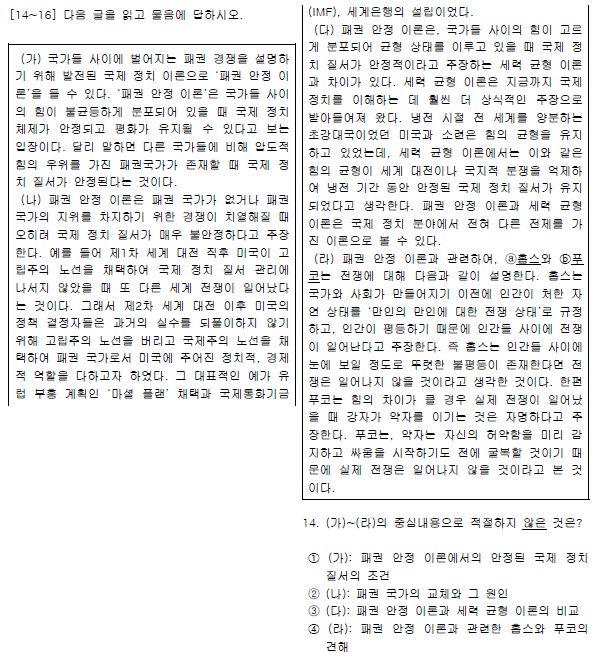 [14~16] 다음 글을 읽고 물음에 답하시오.
(가) 국가들 사이에 벌어지는 패권 경쟁을 설명하
기 위해 발전된 국제 정치 이론으로 ‘패권 안정 이
론’을 들 수 있다. ‘패권 안정 이론’은 국가들 사이
의 힘이 불균등하게 분포되어 있을 때 국제 정치
체제가 안정되고 평화가 유지될 수 있다고 보는
입장이다. 달리 말하면 다른 국가들에 비해 압도적
힘의 우위를 가진 패권국가가 존재할 때 국제 정
치 질서가 안정된다는 것이다.
(나) 패권 안정 이론은 패권 국가가 없거나 패권
국가의 지위를 차지하기 위한 경쟁이 치열해질 때
오히려 국제 정치 질서가 매우 불안정하다고 주장
한다. 예를 들어 제1차 세계 대전 직후 미국이 고
립주의 노선을 채택하여 국제 정치 질서 관리에
나서지 않았을 때 또 다른 세계 전쟁이 일어났다
는 것이다. 그래서 제2차 세계 대전 이후 미국의
정책 결정자들은 과거의 실수를 되풀이하지 않기
위해 고립주의 노선을 버리고 국제주의 노선을 채
택하여 패권 국가로서 미국에 주어진 정치적, 경제
적 역할을 다하고자 하였다. 그 대표적인 예가 유
럽 부흥 계획인 ‘마셜 플랜’ 채택과 국제통화기금
(IMF), 세계은행의 설립이었다.
(다) 패권 안정 이론은, 국가들 사이의 힘이 고르
게 분포되어 균형 상태를 이루고 있을 때 국제 정
치 질서가 안정적이라고 주장하는 세력 균형 이론
과 차이가 있다. 세력 균형 이론은 지금까지 국제
정치를 이해하는 데 훨씬 더 상식적인 주장으로
받아들여져 왔다. 냉전 시절 전 세계를 양분하는
초강대국이었던 미국과 소련은 힘의 균형을 유지
하고 있었는데, 세력 균형 이론에서는 이와 같은
힘의 균형이 세계 대전이나 국지적 분쟁을 억제하
여 냉전 기간 동안 안정된 국제 정치 질서가 유지
되었다고 생각한다. 패권 안정 이론과 세력 균형
이론은 국제 정치 분야에서 전혀 다른 전제를 가
진 이론으로 볼 수 있다.
(라) 패권 안정 이론과 관련하여, ⓐ홉스와 ⓑ푸
코는 전쟁에 대해 다음과 같이 설명한다. 홉스는
국가와 사회가 만들어지기 이전에 인간이 처한 자
연 상태를 ‘만인의 만인에 대한 전쟁 상태’로 규정
하고, 인간이 평등하기 때문에 인간들 사이에 전쟁
이 일어난다고 주장한다. 즉 홉스는 인간들 사이에
눈에 보일 정도로 뚜렷한 불평등이 존재한다면 전
쟁은 일어나지 않을 것이라고 생각한 것이다. 한편
푸코는 힘의 차이가 클 경우 실제 전쟁이 일어났
을 때 강자가 약자를 이기는 것은 자명하다고 주
장한다. 푸코는, 약자는 자신의 허약함을 미리 감
지하고 싸움을 시작하기도 전에 굴복할 것이기 때
문에 실제 전쟁은 일어나지 않을 것이라고 본 것
이다.
14. (가)~(라)의 중심내용으로 적절하지 않은 것은?
① (가): 패권 안정 이론에서의 안정된 국제 정치
질서의 조건
② (나): 패권 국가의 교체와 그 원인
③ (다): 패권 안정 이론과 세력 균형 이론의 비교
④ (라): 패권 안정 이론과 관련한 홉스와 푸코의
견해